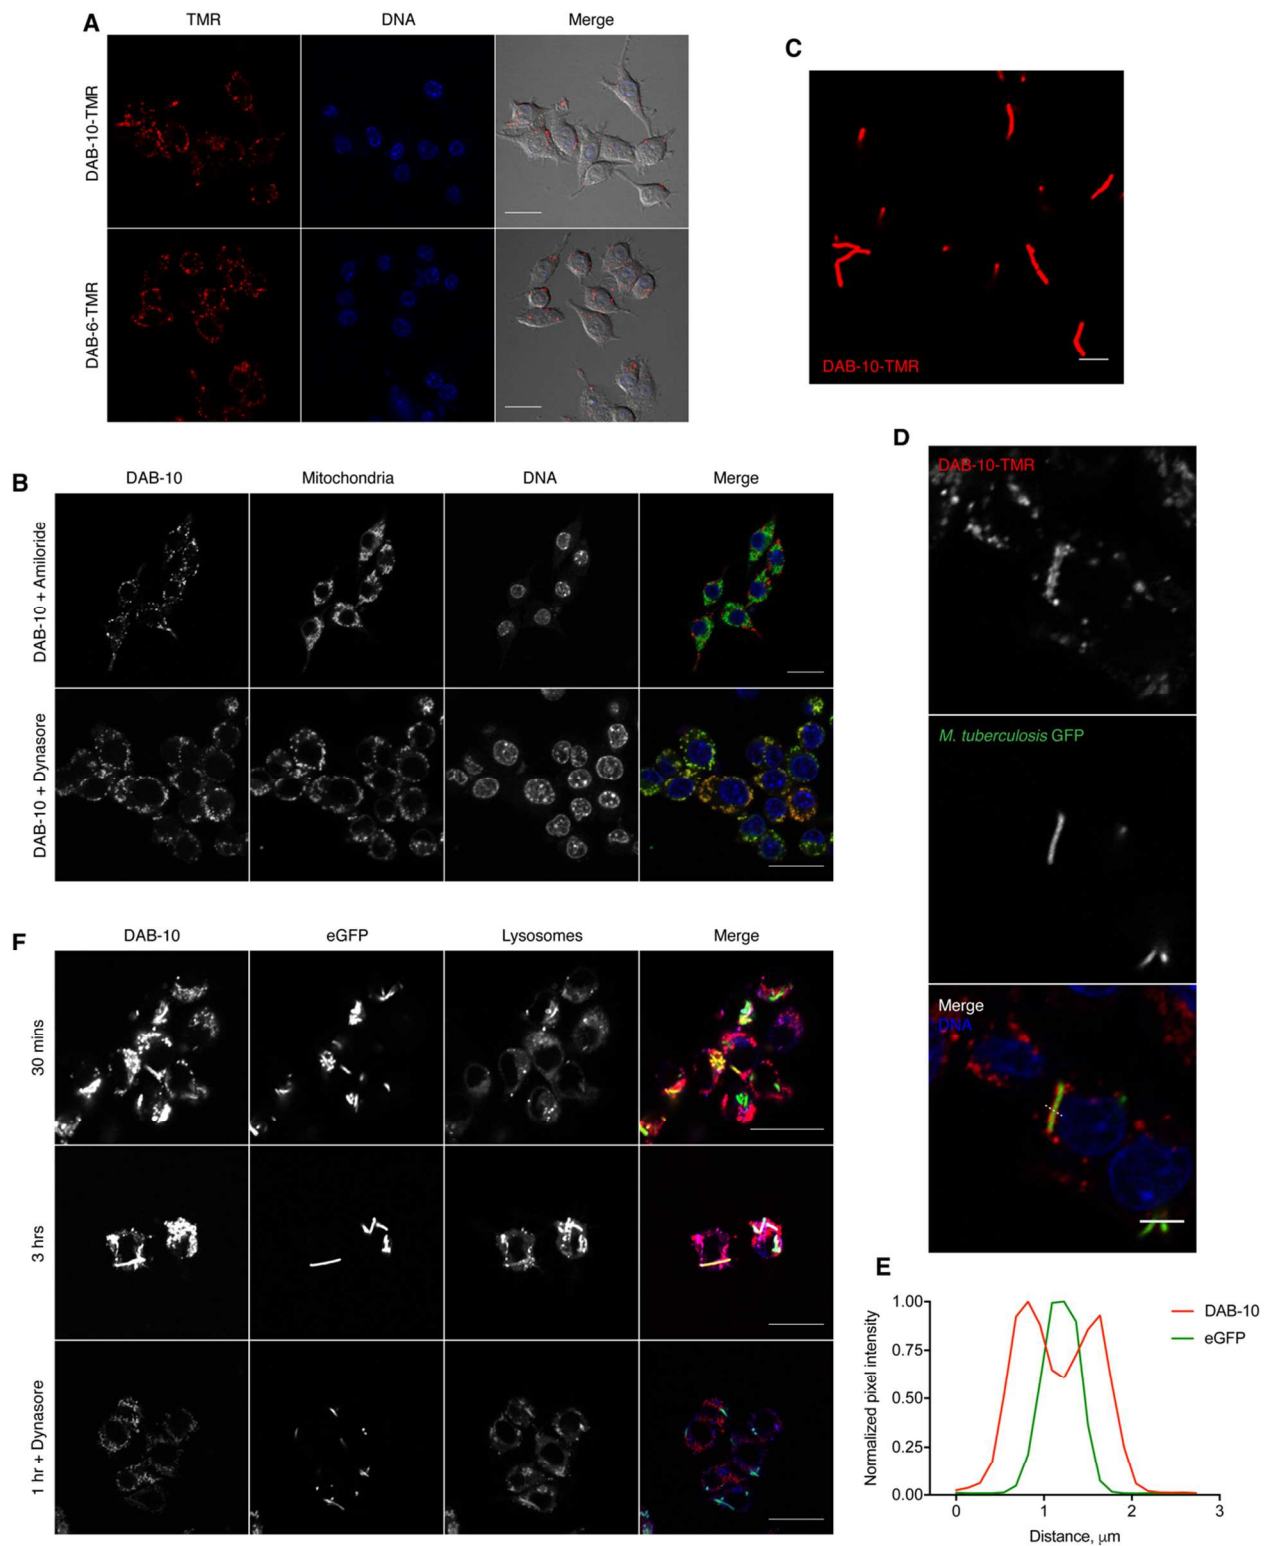 A
TMR DNA Merge
DAB-10-TMR
DAB-6-TMR
C
DAB-10-TMR
B
DAB-10 Mitochondria DNA Merge
DAB-10 + Amiloride
DAB-10 + Dynasore
D
DAB-10-TMR
M. tuberculosis GFP
Merge
DNA
F
DAB-10 eGFP Lysosomes Merge
30 mins
3 hrs
1 hr + Dynasore
E
Normalized pixel intensity
1.00
0.75
0.50
0.25
0.00
0 1 2 3
Distance, μm
DAB-10
eGFP